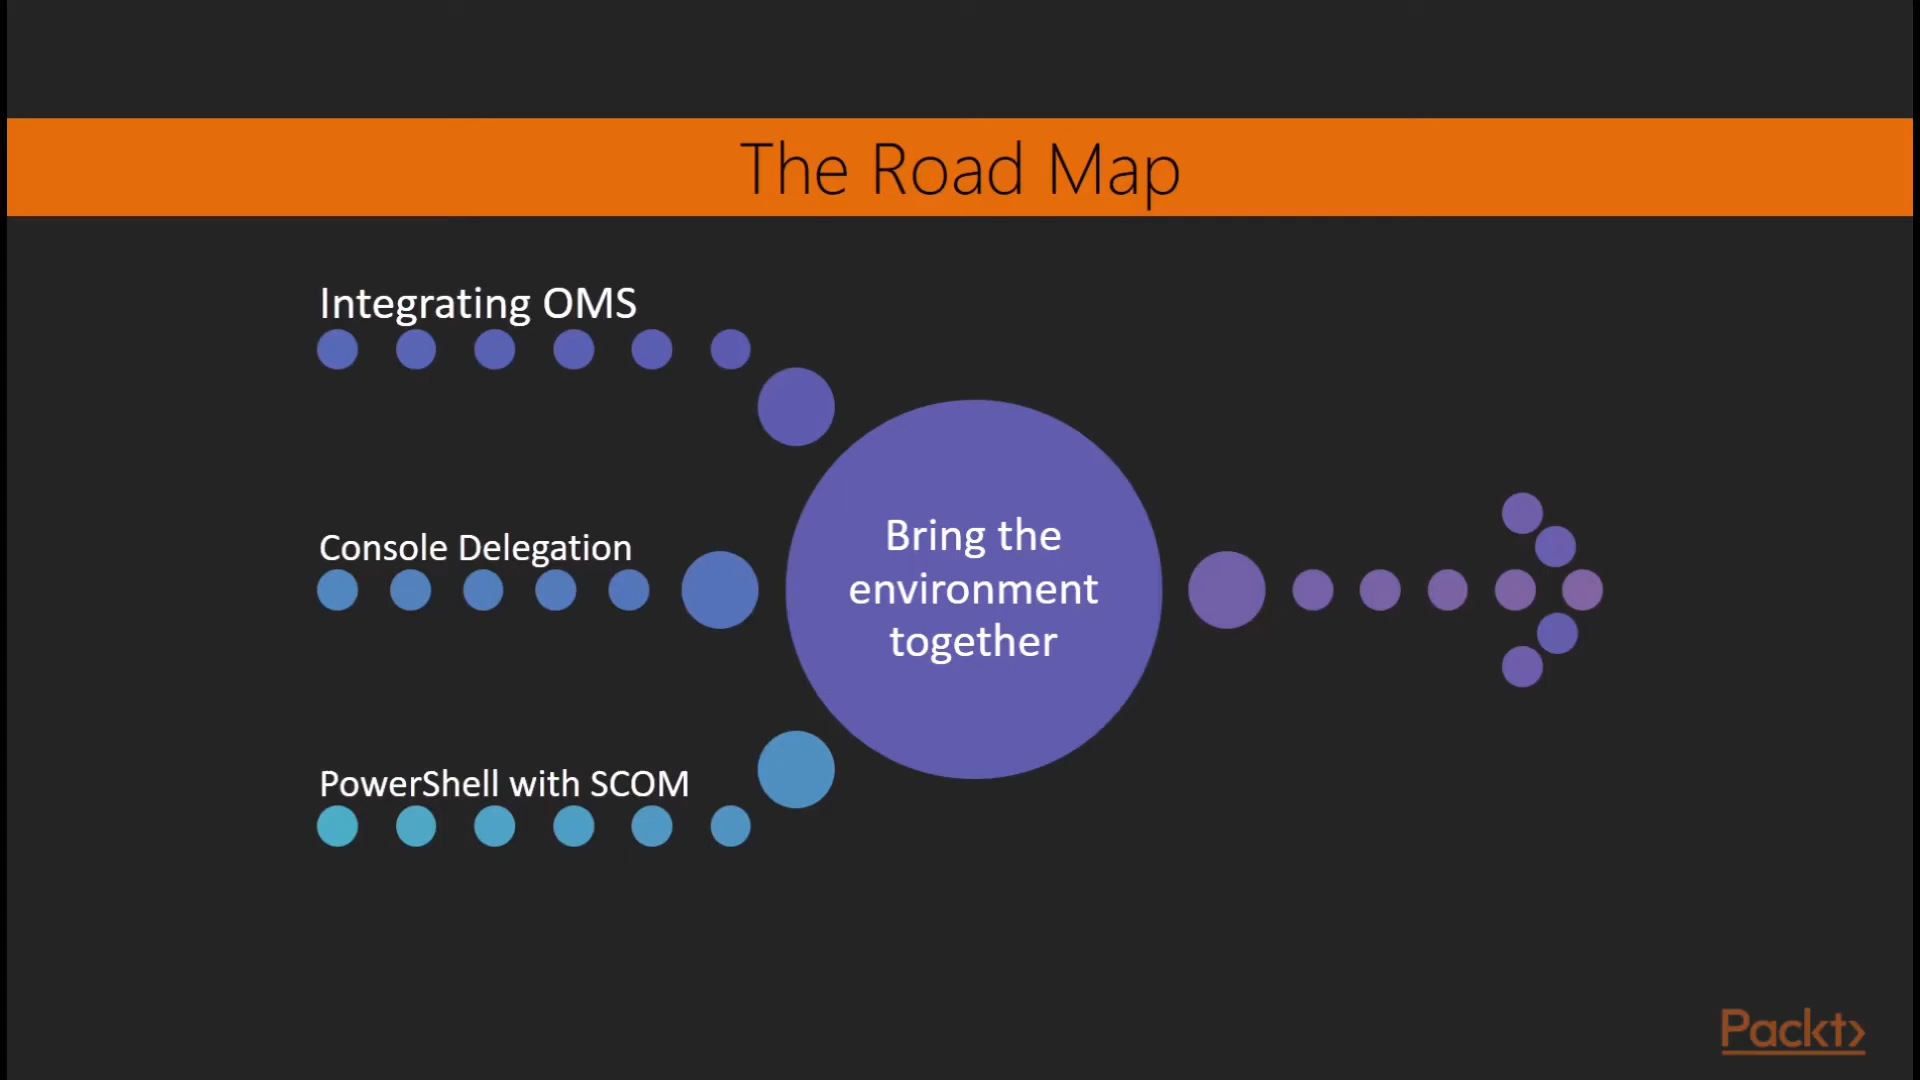 The Road Map
Integrating OMS
Console Delegation
PowerShell with SCOM
Bring the
environment
together
Packt>